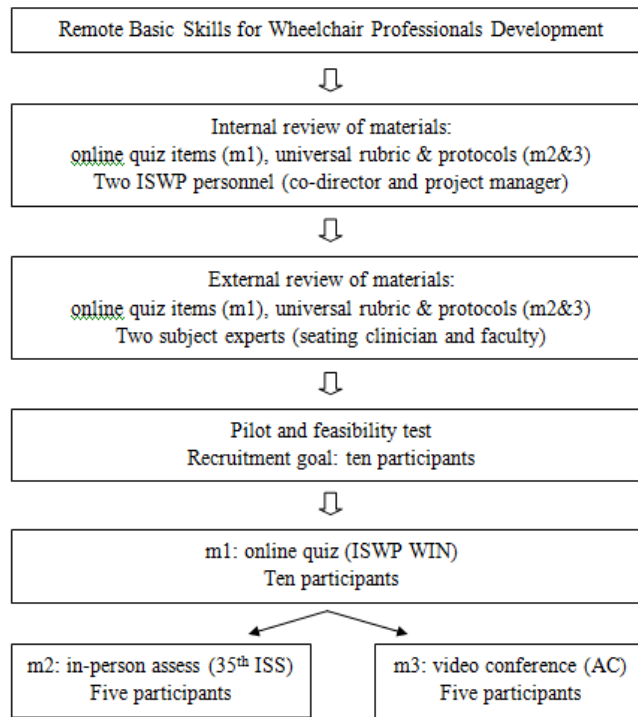 Remote Basic Skills for Wheelchair Professionals Development
Internal review of materials:
online quiz items (m1), universal rubric & protocols (m2&3)
Two ISWP personnel (co-director and project manager)
External review of materials:
online quiz items (m1), universal rubric & protocols (m2&3)
Two subject experts (seating clinician and faculty)
Pilot and feasibility test
Recruitment goal: ten participants
m1: online quiz (ISWP WIN)
Ten participants
m2: in-person assess (35th ISS)
Five participants
m3: video conference (AC)
Five participants